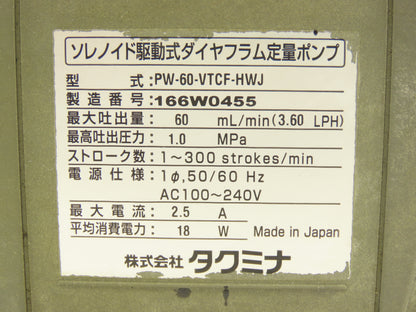 ソレノイド駆動式ダイヤフラム定量ポンプ
型 式:PW-60-VTCF-HWJ
製造番号:166W0455
最大吐出量: 60 mL/min(3.60 LPH)
最高吐出圧力: 1.0 MPa
ストローク数:1～300 strokes/min
電源仕様:1φ,50/60 Hz
AC100～240V
最大電流: 2.5 A
平均消費電力: 18 W Made in Japan
株式会社 タクミナ